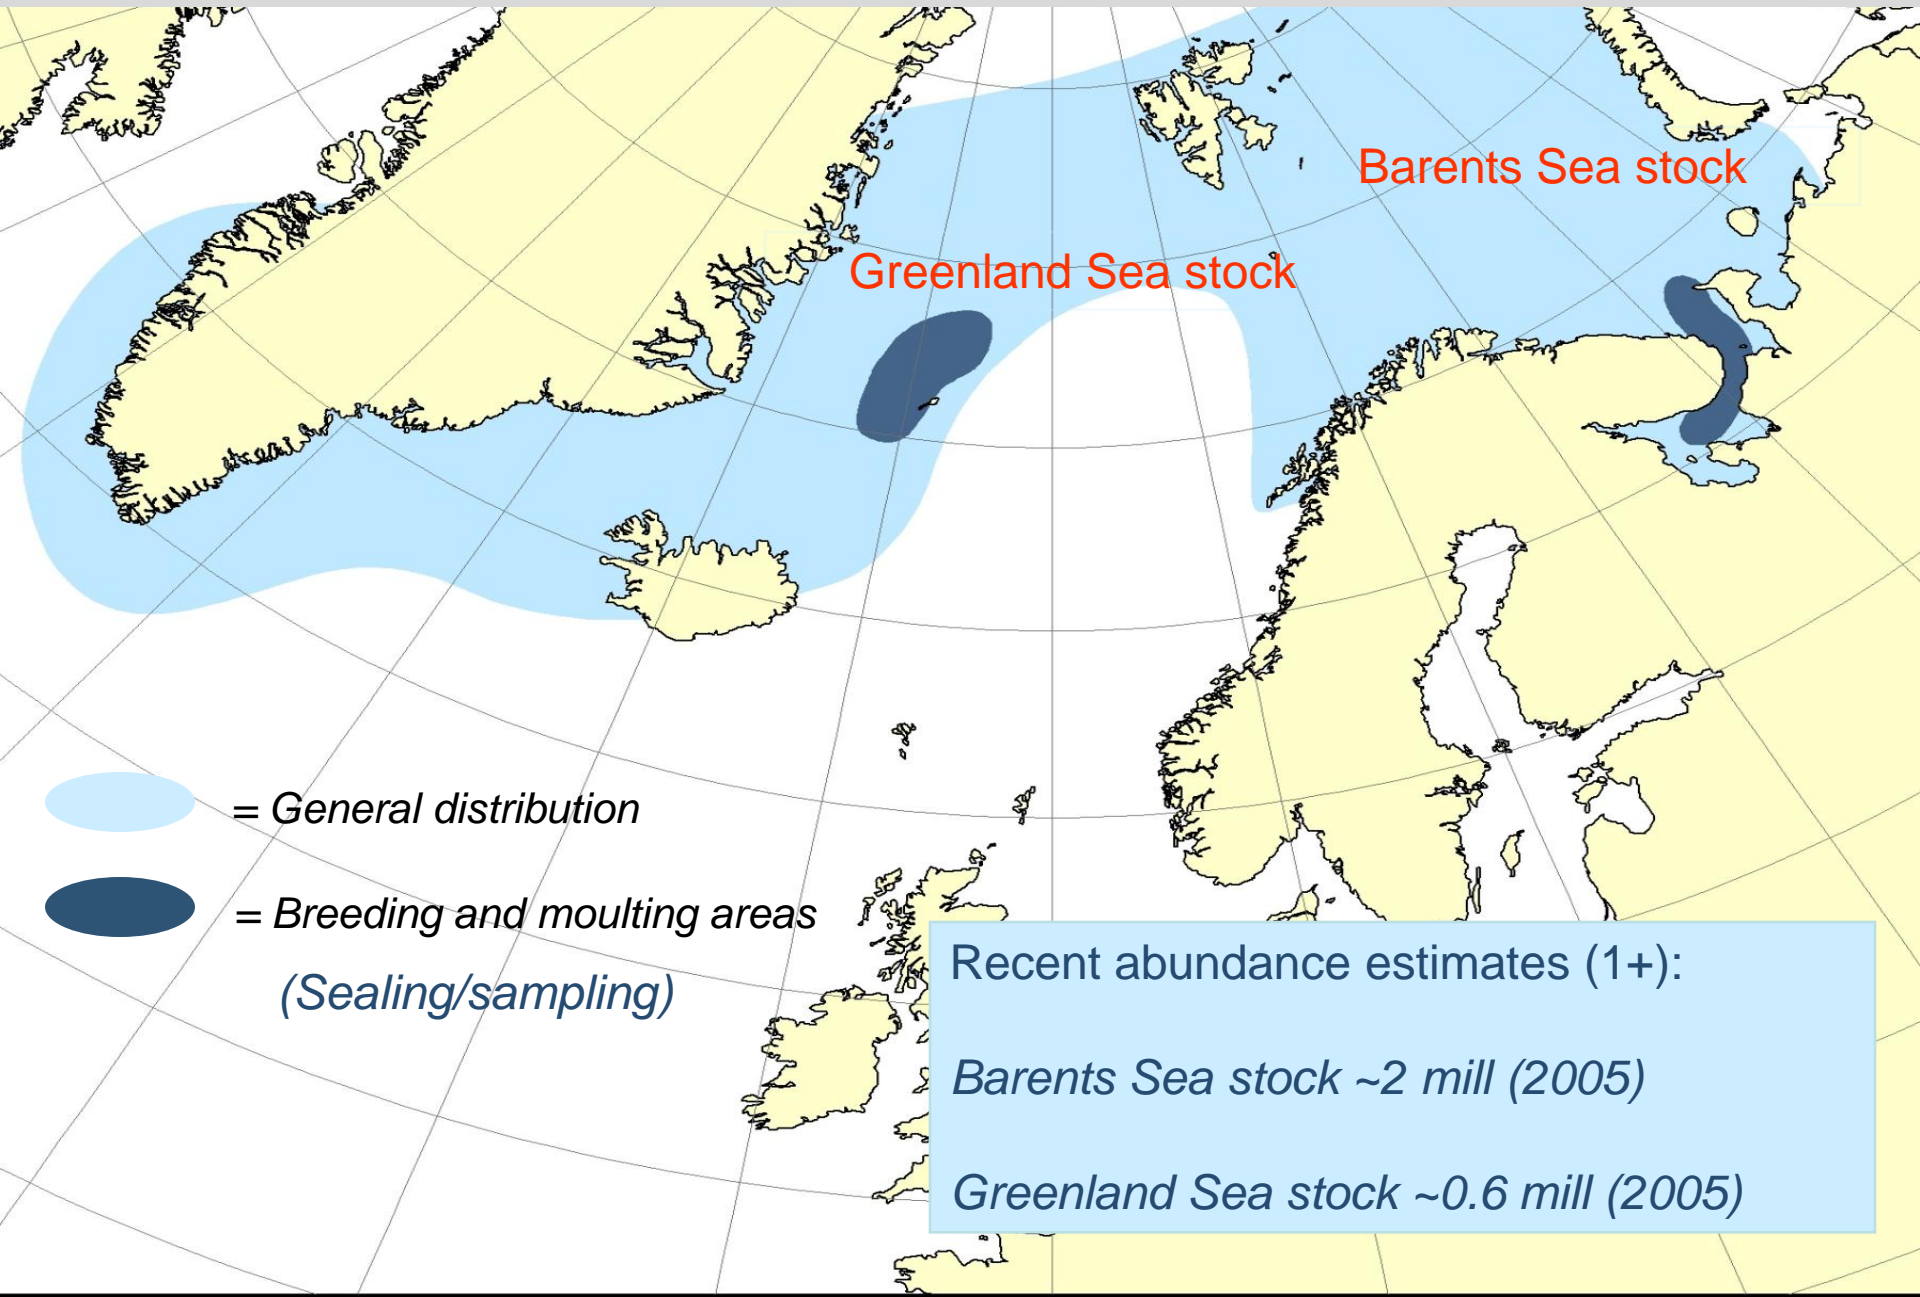 Barents Sea stock
Greenland Sea stock
= General distribution
= Breeding and moulting areas
(Sealing/sampling)
Recent abundance estimates (1+):
Barents Sea stock ~2 mill (2005)
Greenland Sea stock ~0.6 mill (2005)